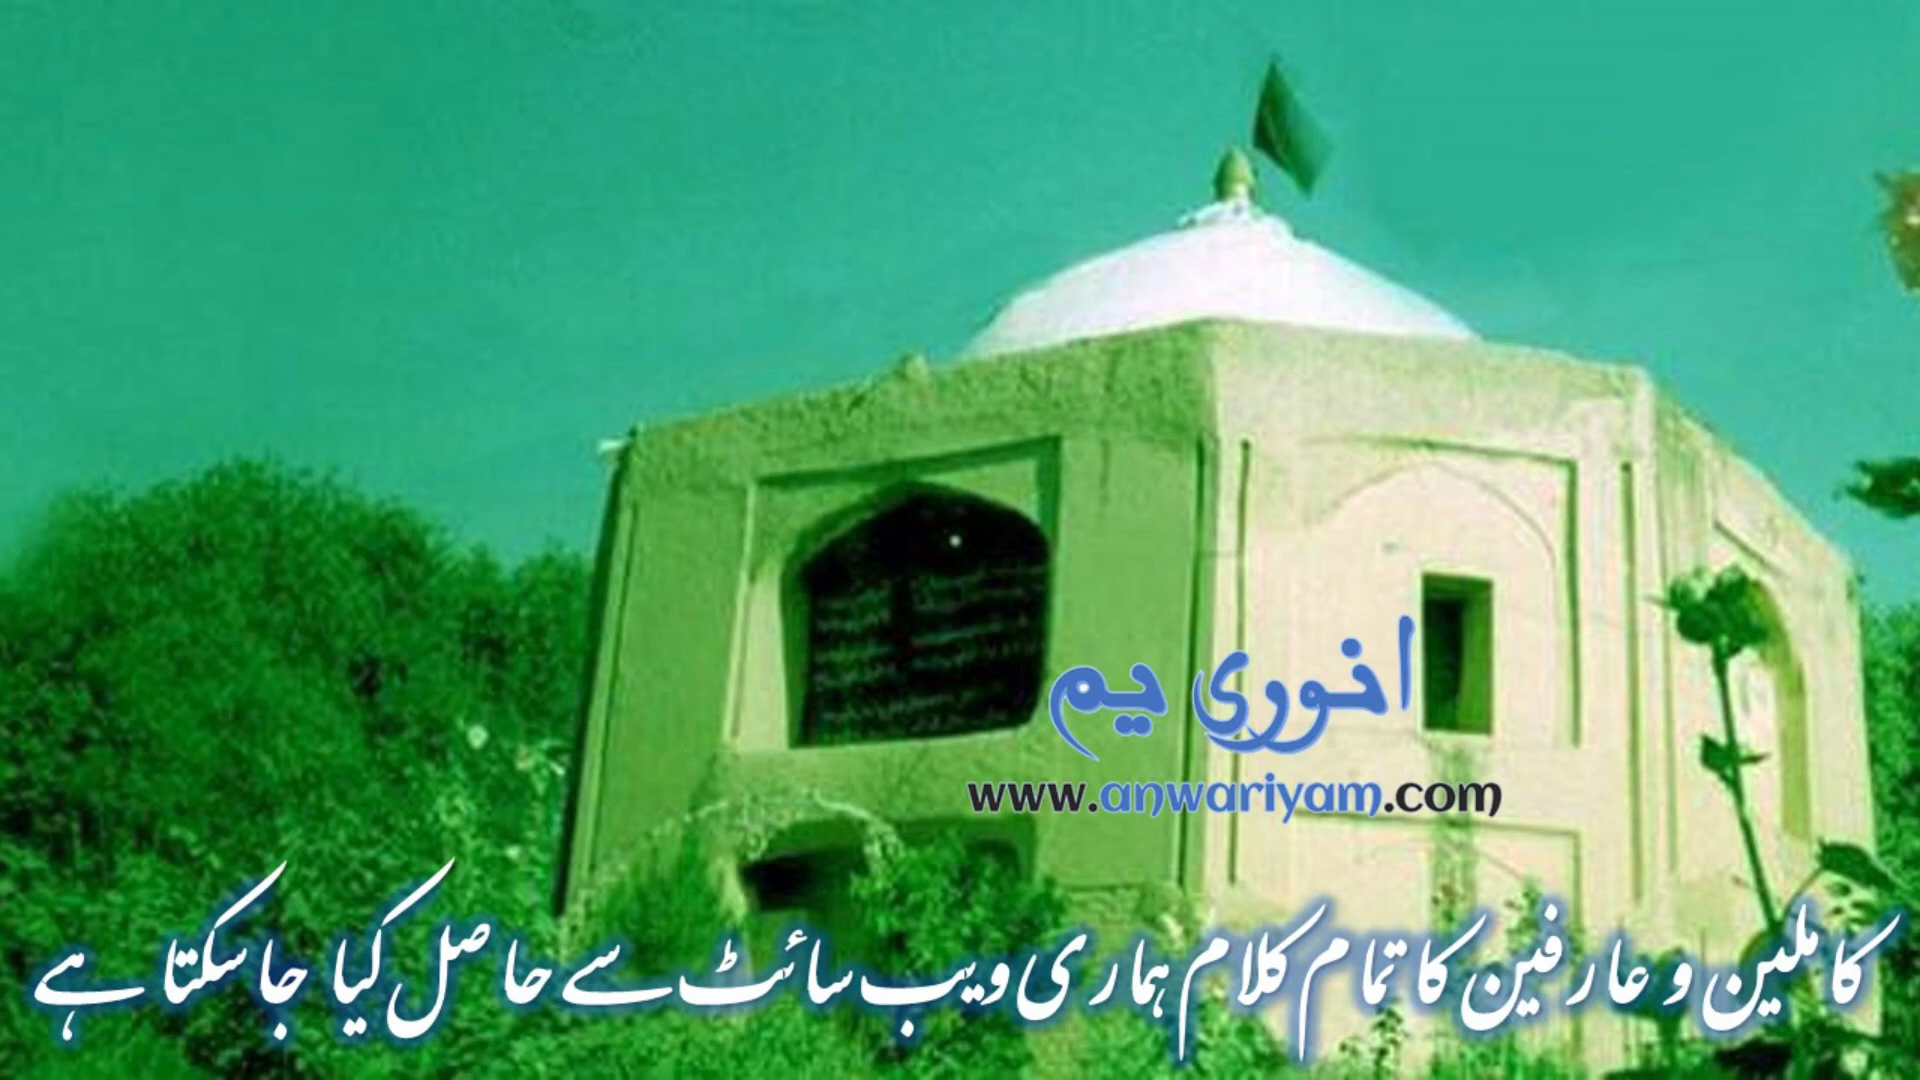 انوری یم
www.anwariyam.com
کاملین و عارفین کا تمام کلام ہماری ویب سائٹ سے حاصل کیا جا سکتا ہے